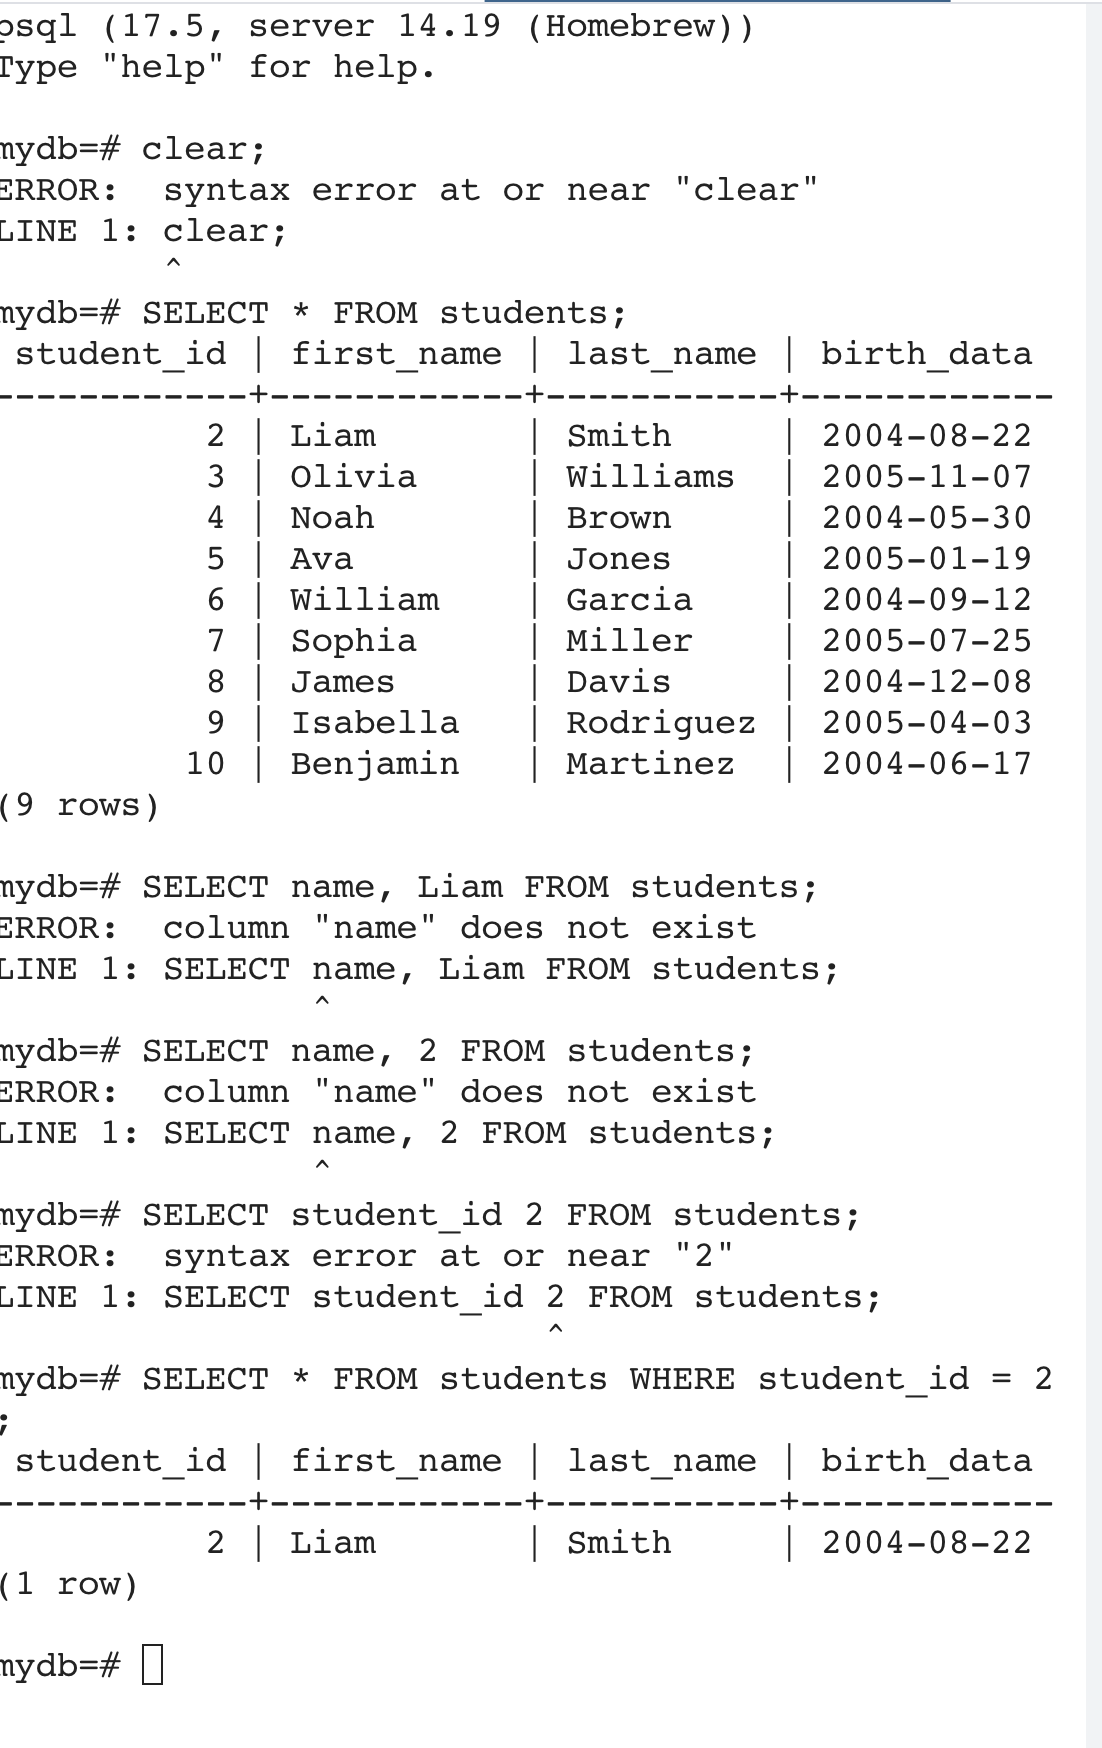 psql (17.5, server 14.19 (Homebrew))
Type "help" for help.
mydb=# clear;
ERROR:  syntax error at or near "clear"
LINE 1: clear;
        ^
mydb=# SELECT * FROM students;
 student_id | first_name | last_name | birth_data
------------+------------+-----------+------------
          2 | Liam       | Smith     | 2004-08-22
          3 | Olivia     | Williams  | 2005-11-07
          4 | Noah       | Brown     | 2004-05-30
          5 | Ava        | Jones     | 2005-01-19
          6 | William    | Garcia    | 2004-09-12
          7 | Sophia     | Miller    | 2005-07-25
          8 | James      | Davis     | 2004-12-08
          9 | Isabella   | Rodriguez | 2005-04-03
         10 | Benjamin   | Martinez  | 2004-06-17
(9 rows)
mydb=# SELECT name, Liam FROM students;
ERROR:  column "name" does not exist
LINE 1: SELECT name, Liam FROM students;
               ^
mydb=# SELECT name, 2 FROM students;
ERROR:  column "name" does not exist
LINE 1: SELECT name, 2 FROM students;
               ^
mydb=# SELECT student_id 2 FROM students;
ERROR:  syntax error at or near "2"
LINE 1: SELECT student_id 2 FROM students;
                          ^
mydb=# SELECT * FROM students WHERE student_id = 2
;
 student_id | first_name | last_name | birth_data
------------+------------+-----------+------------
          2 | Liam       | Smith     | 2004-08-22
(1 row)
mydb=#